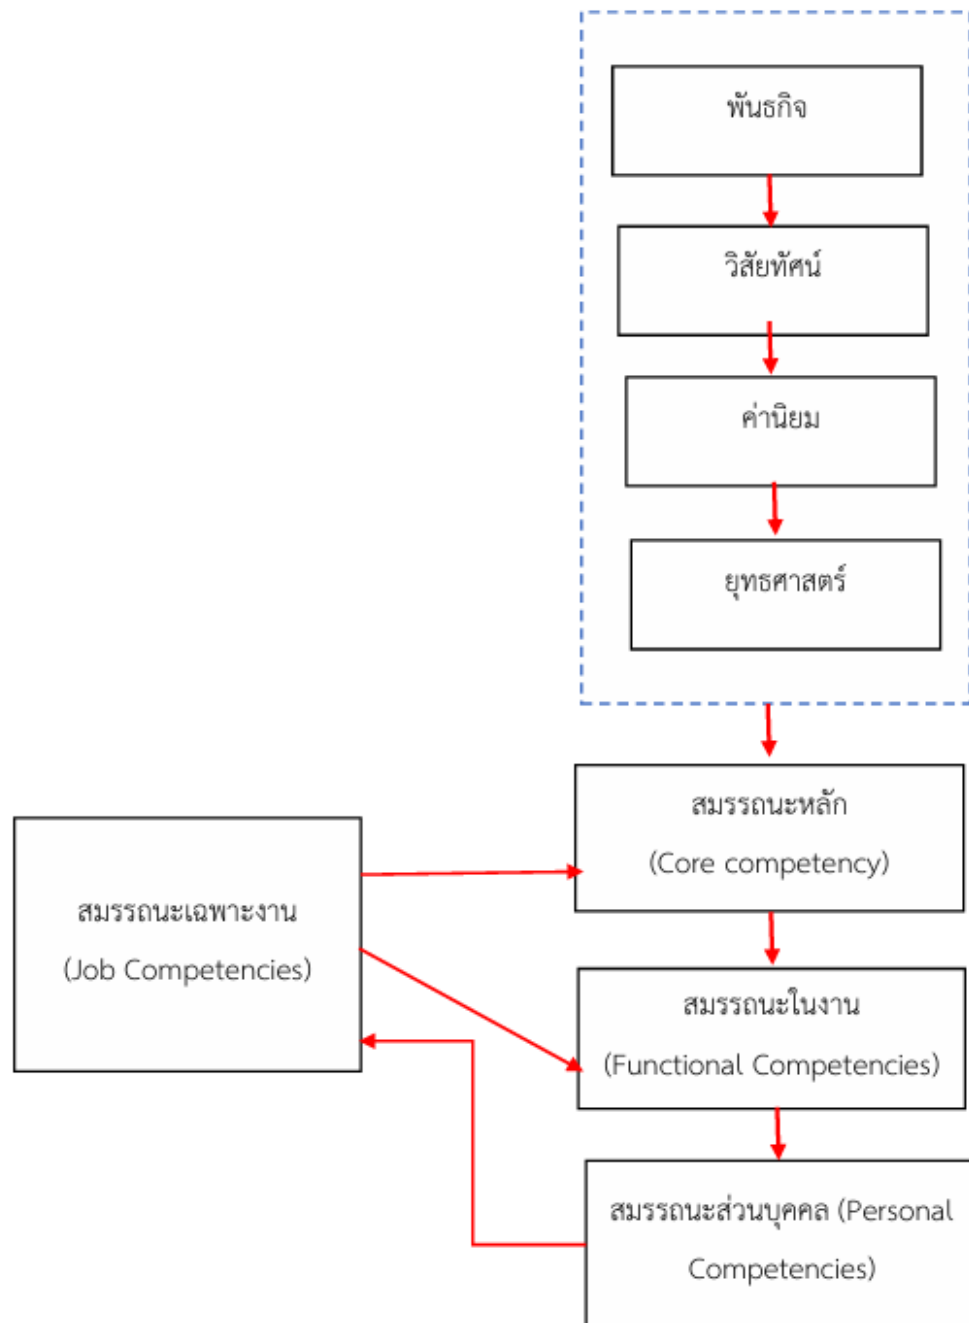 พันธกิจ
วิสัยทัศน์
ค่านิยม
ยุทธศาสตร์
สมรรถนะหลัก
(Core competency)
สมรรถนะเฉพาะงาน
(Job Competencies)
สมรรถนะในงาน
(Functional Competencies)
สมรรถนะส่วนบุคคล (Personal
Competencies)